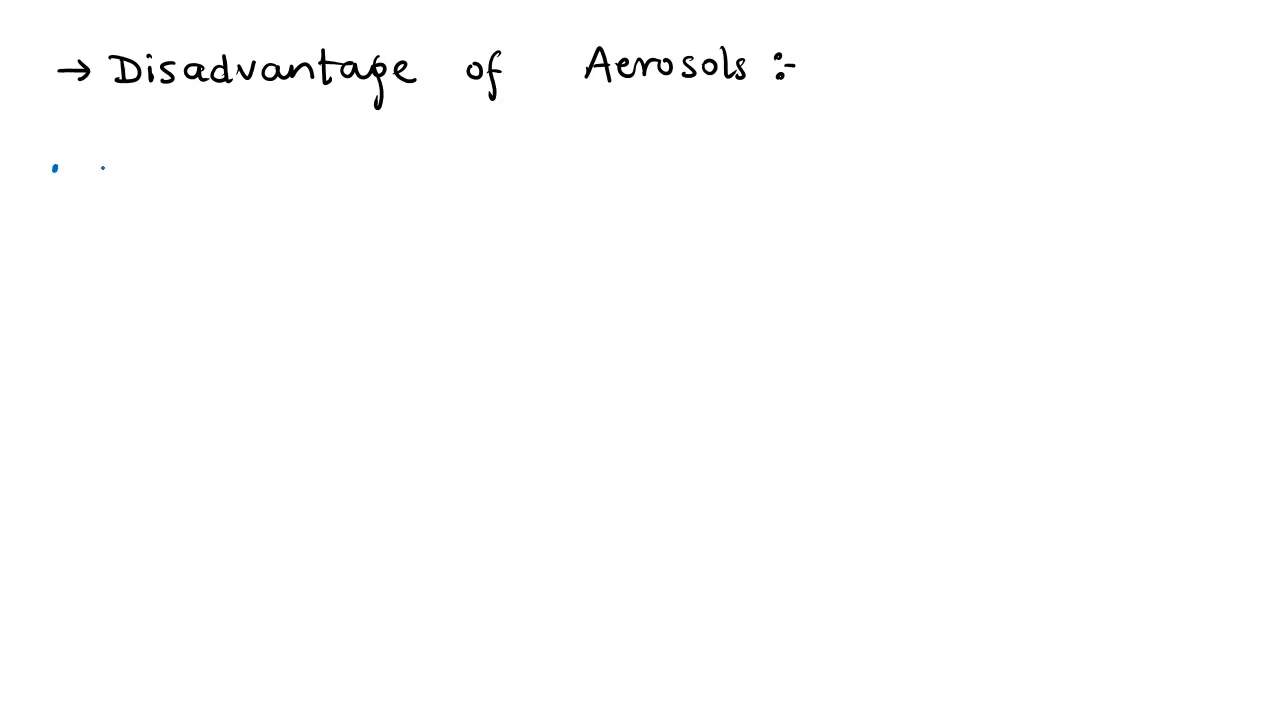 → Disadvantage of Aerosols :-
•